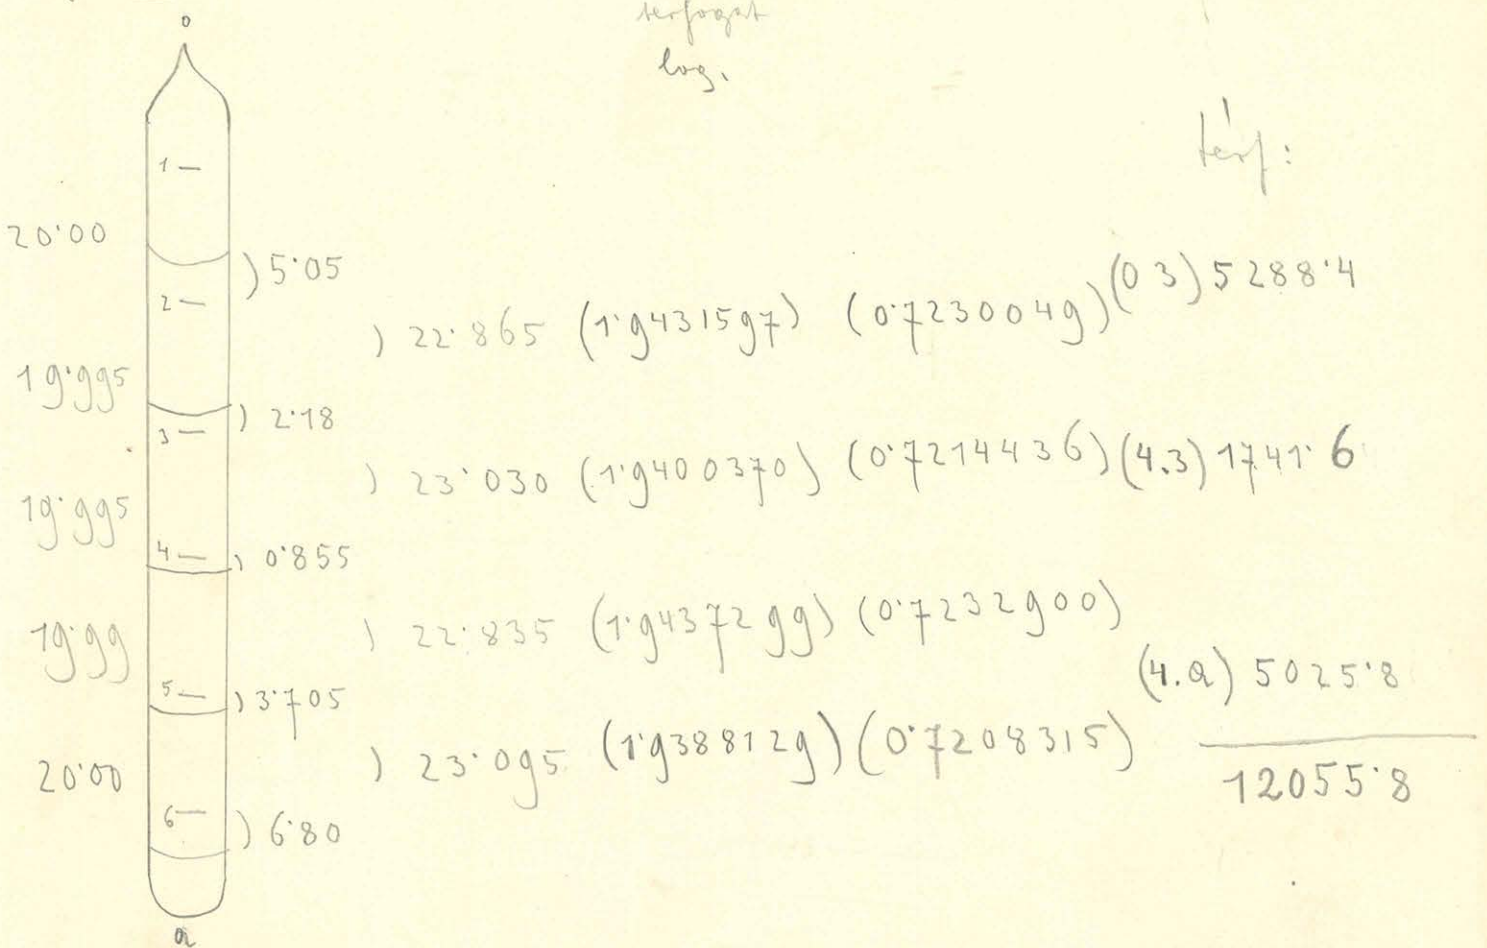 0
térfogat
log.
térf:
1 —
20·00
) 5·05
2 —
) 22·865 (1·9431597) (0·7230049) (0 3) 5288·4
19·995
) 2·18
3 —
) 23·030 (1·9400370) (0·7214436) (4.3) 1741·6
19·995
4 —
) 0·855
) 22·835 (1·9437299) (0·7232900)
19·99
(4.a) 5025·8
5 —
) 3·705
) 23·095 (1·9388129) (0·7208315)
12055·8
20·00
6 —
) 6·80
a